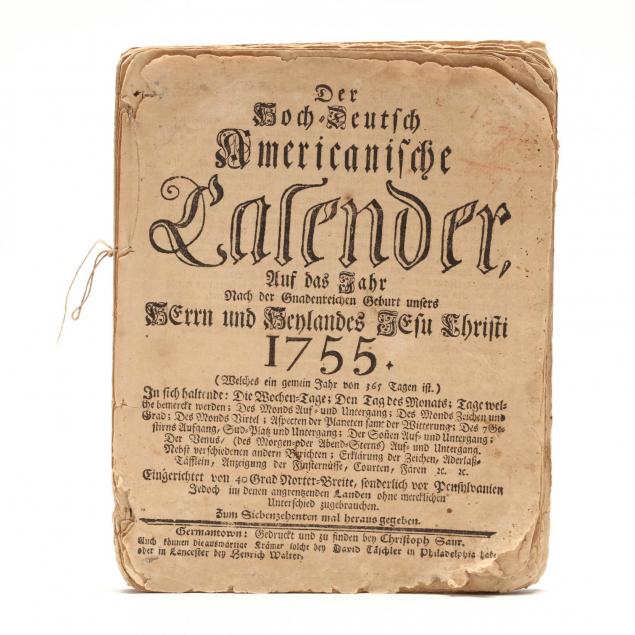 Der
Hoch-Deutsch
Americanische
Calender,
Auf das Jahr
Nach der Gnadenreichen Geburt unsers
HErrn und Heylandes JEsu Christi
1755.
(Welches ein gemein Jahr von 365 Tagen ist.)
In sich haltende: Die Wochen-Tage; Den Tag des Monats; Tage wel-
che bemerckt werden; Des Monds Auf- und Untergang; Des Monds Zeichen und
Grad; Des Monds Virtel; Aspecten der Planeten samt der Witterung; Des 7 Ge-
stirns Aufgang, Sud-Platz und Untergang; Der Sonen Auf- und Untergang;
Der Venus, (des Morgen- oder Abend-Sterns) Auf- und Untergang.
Nebst verschiedenen andern Berichten; Erklärung der Zeichen, Aderlaß-
Täfflein, Anzeigung der Finsternüsse, Courten, Fären ꝛc. ꝛc.
Eingerichtet von 40 Grad Norter-Breite, sonderlich vor Pensylvanien
Jedoch in denen angrentzenden Landen ohne mercklichen
Unterschied zugebrauchen.
Zum Siebenzehenten mal heraus gegeben.
Germantown: Gedruckt und zu finden bey Christoph Saur.
Auch können die auswärtige Krämer solche bey David Täschler in Philadelphia hab-
oder in Lancester bey Henrich Walter,